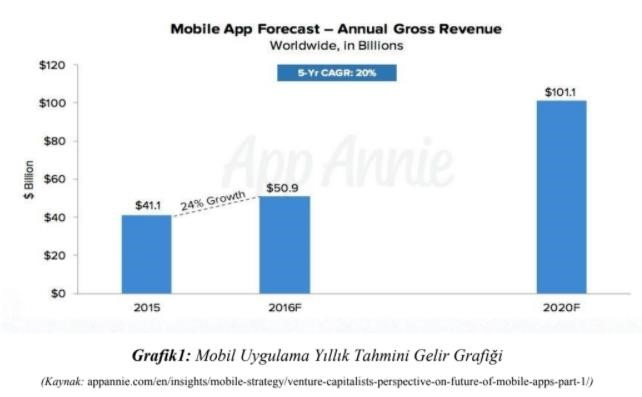 Mobile App Forecast – Annual Gross Revenue
Worldwide, in Billions
5-Yr CAGR: 20%
$120
$100
$80
$60
$40
$20
$0
$ Billion
App Annie
$41.1
24% Growth
$50.9
$101.1
2015
2016F
2020F
Grafik1: Mobil Uygulama Yıllık Tahmini Gelir Grafiği
(Kaynak: appannie.com/en/insights/mobile-strategy/venture-capitalists-perspective-on-future-of-mobile-apps-part-1/)